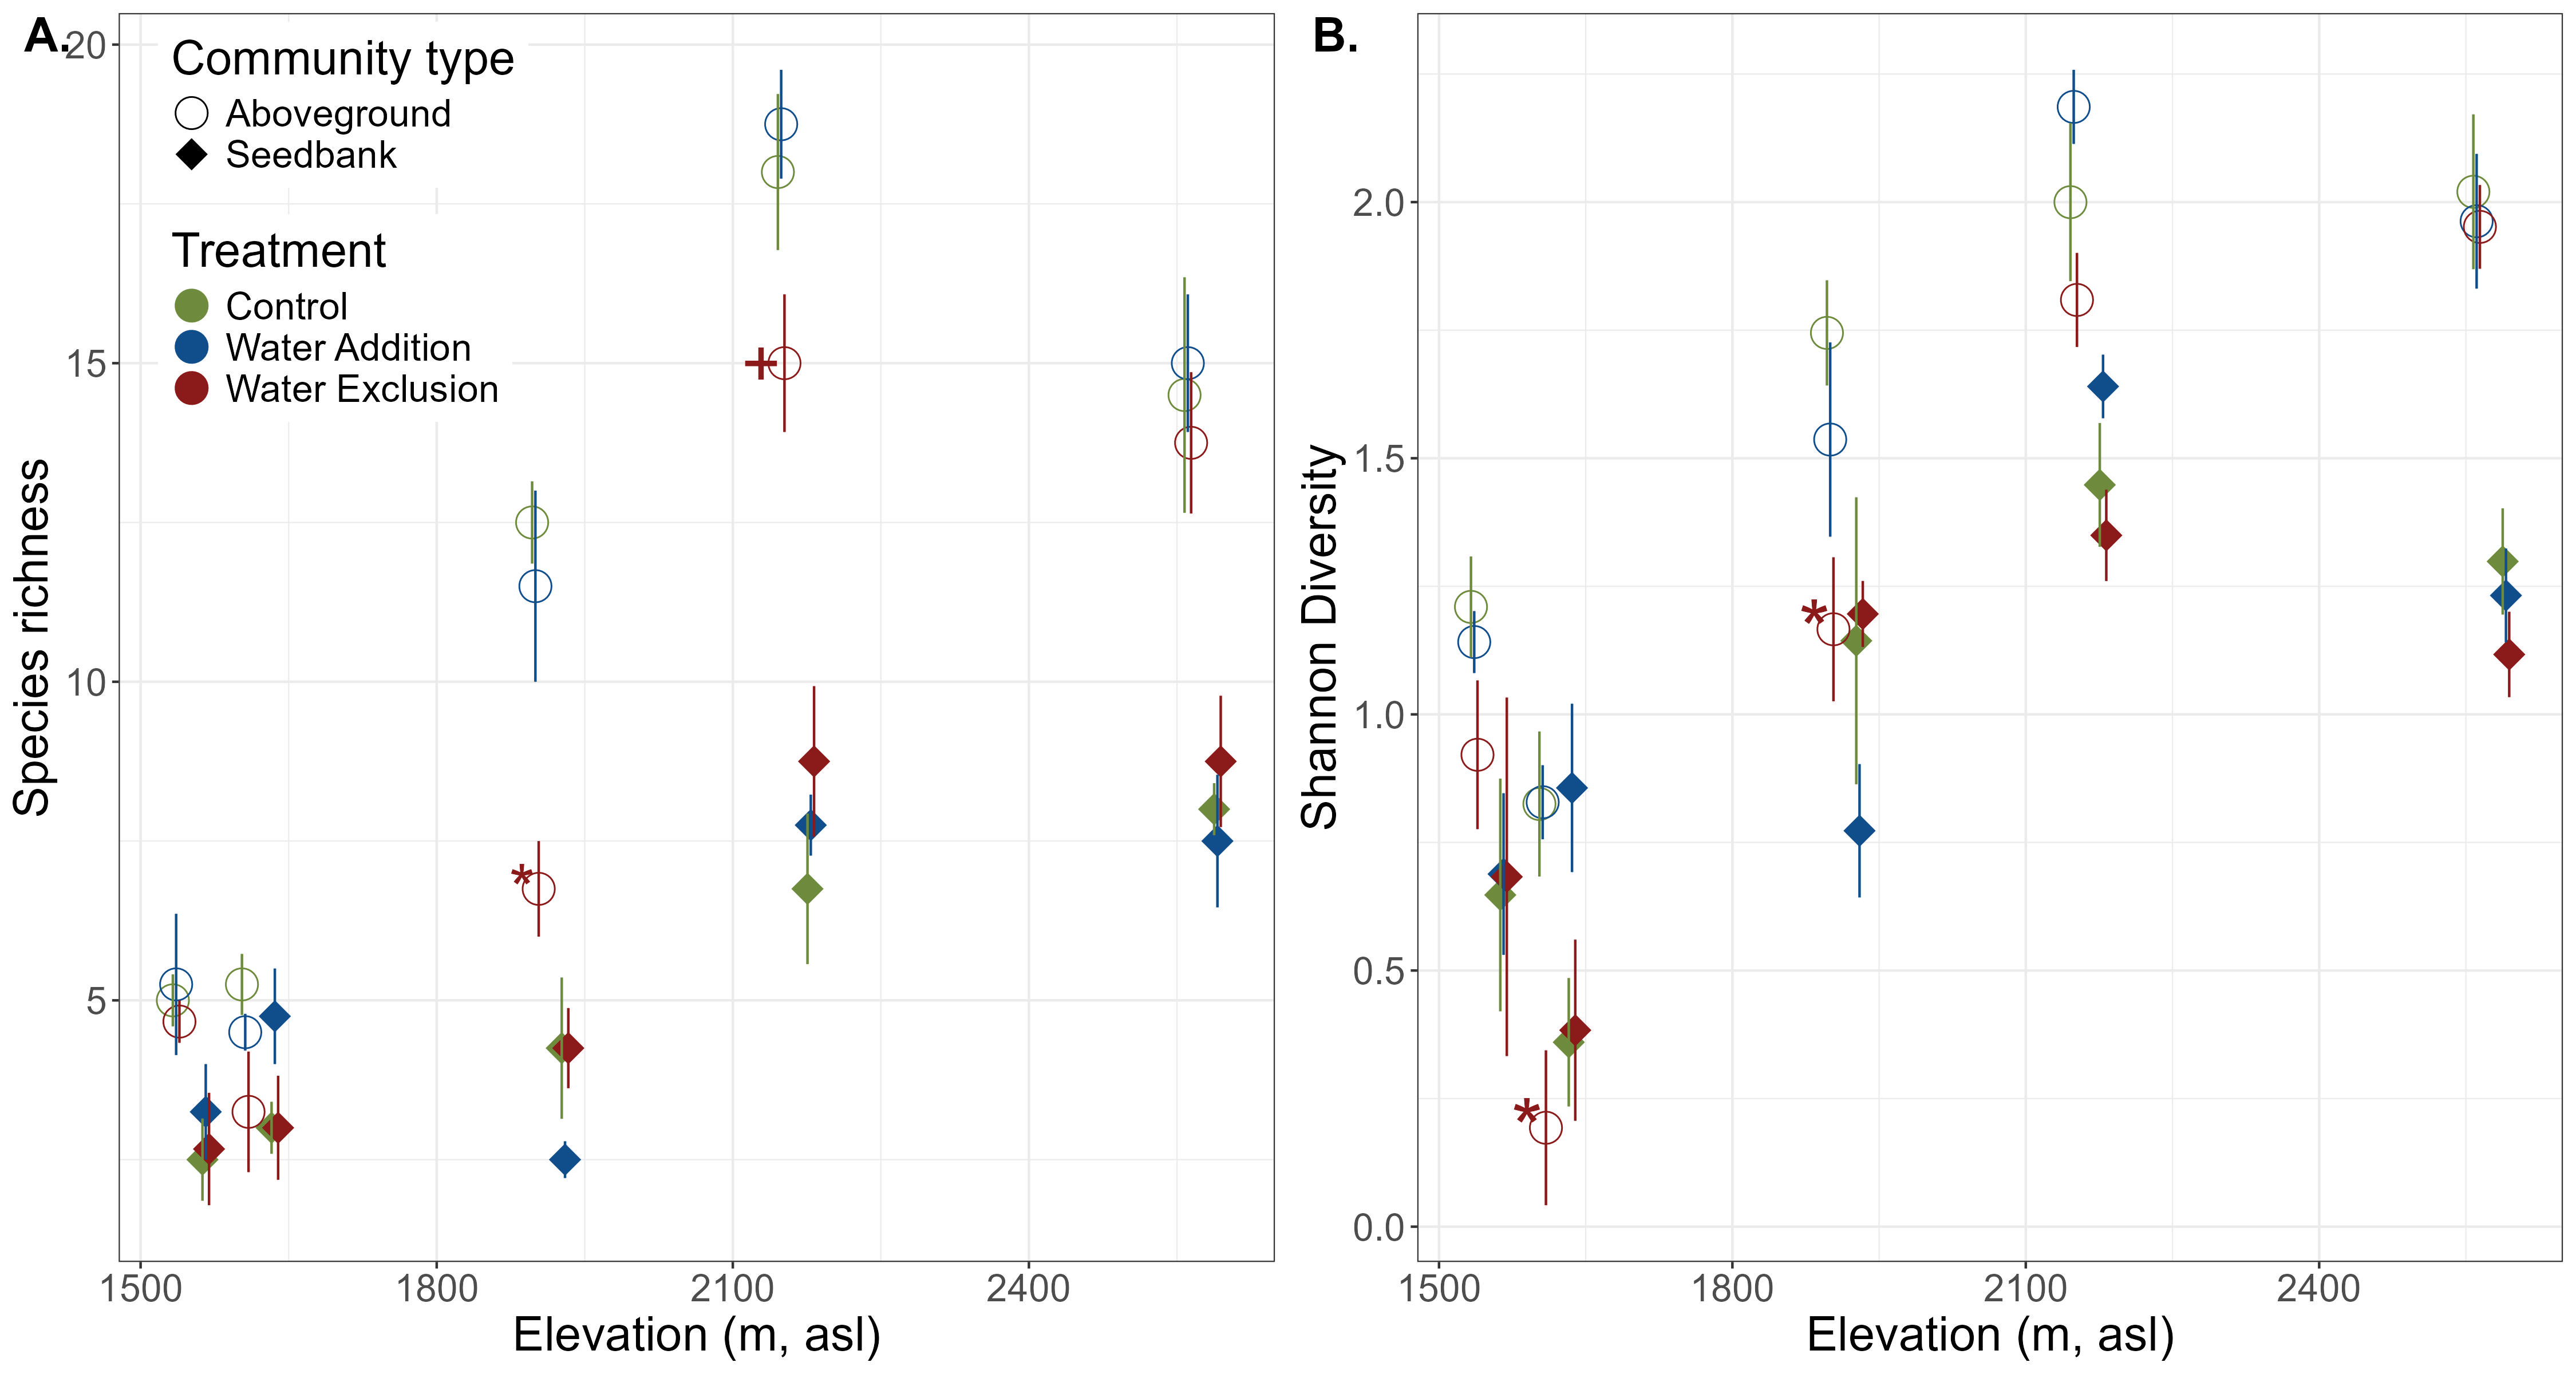 A.
Community type
Aboveground
Seedbank
Treatment
Control
Water Addition
Water Exclusion
20
15
10
5
Species richness
+
*
1500 1800 2100 2400
Elevation (m, asl)
B.
2.0
1.5
1.0
0.5
0.0
Shannon Diversity
*
*
1500 1800 2100 2400
Elevation (m, asl)